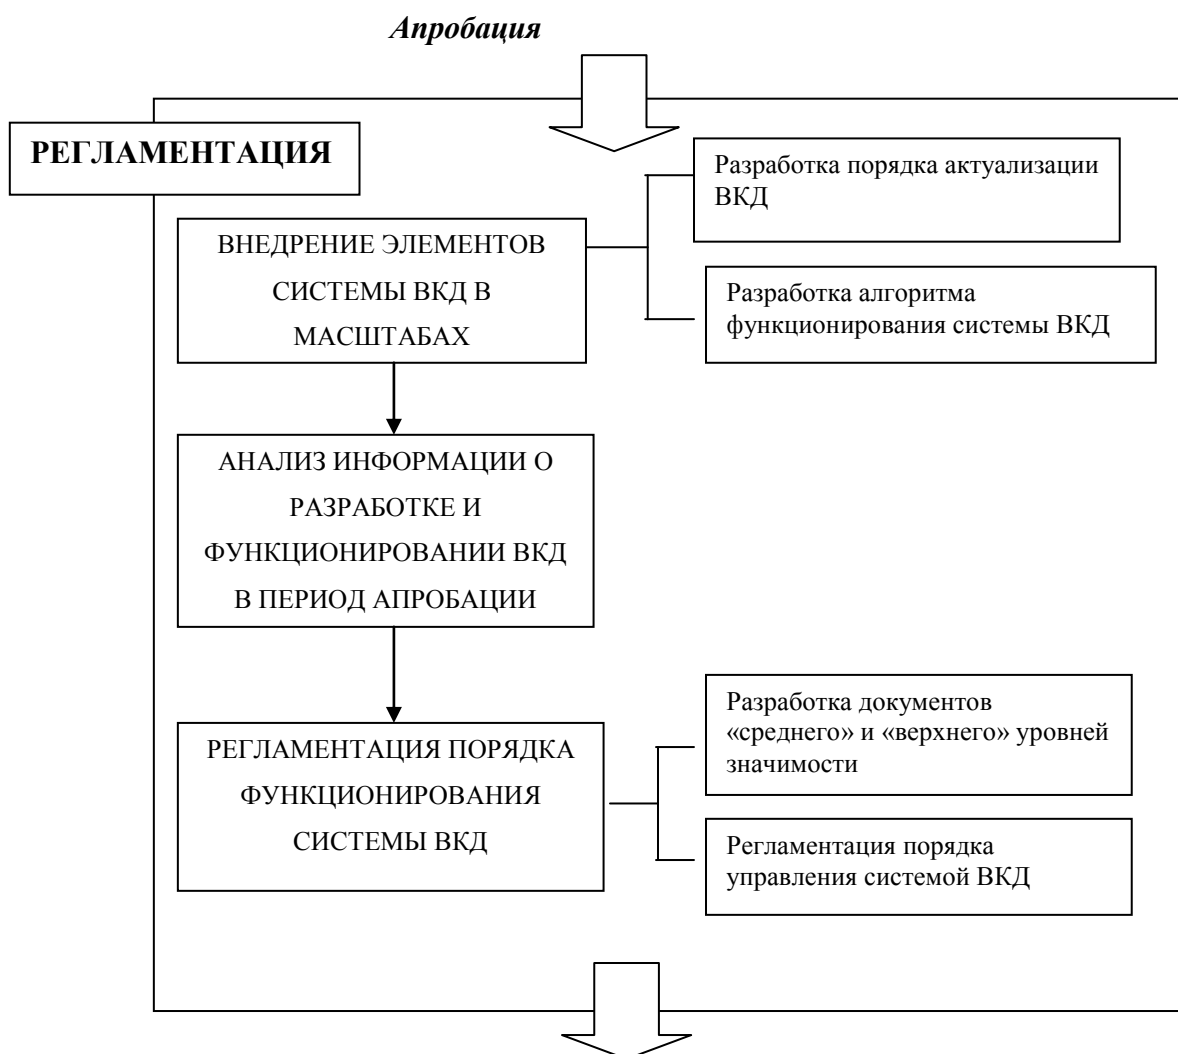 Апробация
РЕГЛАМЕНТАЦИЯ
Разработка порядка актуализации
ВКД
ВНЕДРЕНИЕ ЭЛЕМЕНТОВ
СИСТЕМЫ ВКД В
МАСШТАБАХ
Разработка алгоритма
функционирования системы ВКД
АНАЛИЗ ИНФОРМАЦИИ О
РАЗРАБОТКЕ И
ФУНКЦИОНИРОВАНИИ ВКД
В ПЕРИОД АПРОБАЦИИ
РЕГЛАМЕНТАЦИЯ ПОРЯДКА
ФУНКЦИОНИРОВАНИЯ
СИСТЕМЫ ВКД
Разработка документов
«среднего» и «верхнего» уровней
значимости
Регламентация порядка
управления системой ВКД